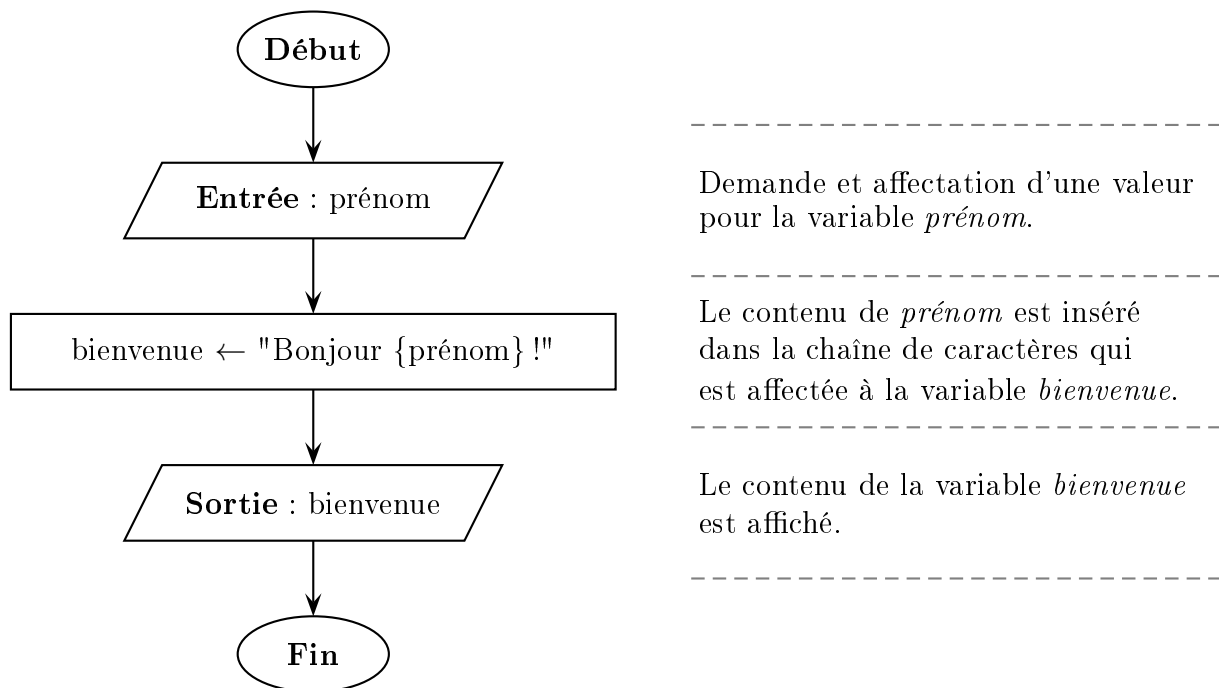 Début
Entrée : prénom
Demande et affectation d'une valeur
pour la variable prénom.
bienvenue ← "Bonjour {prénom} !"
Le contenu de prénom est inséré
dans la chaîne de caractères qui
est affectée à la variable bienvenue.
Sortie : bienvenue
Le contenu de la variable bienvenue
est affiché.
Fin